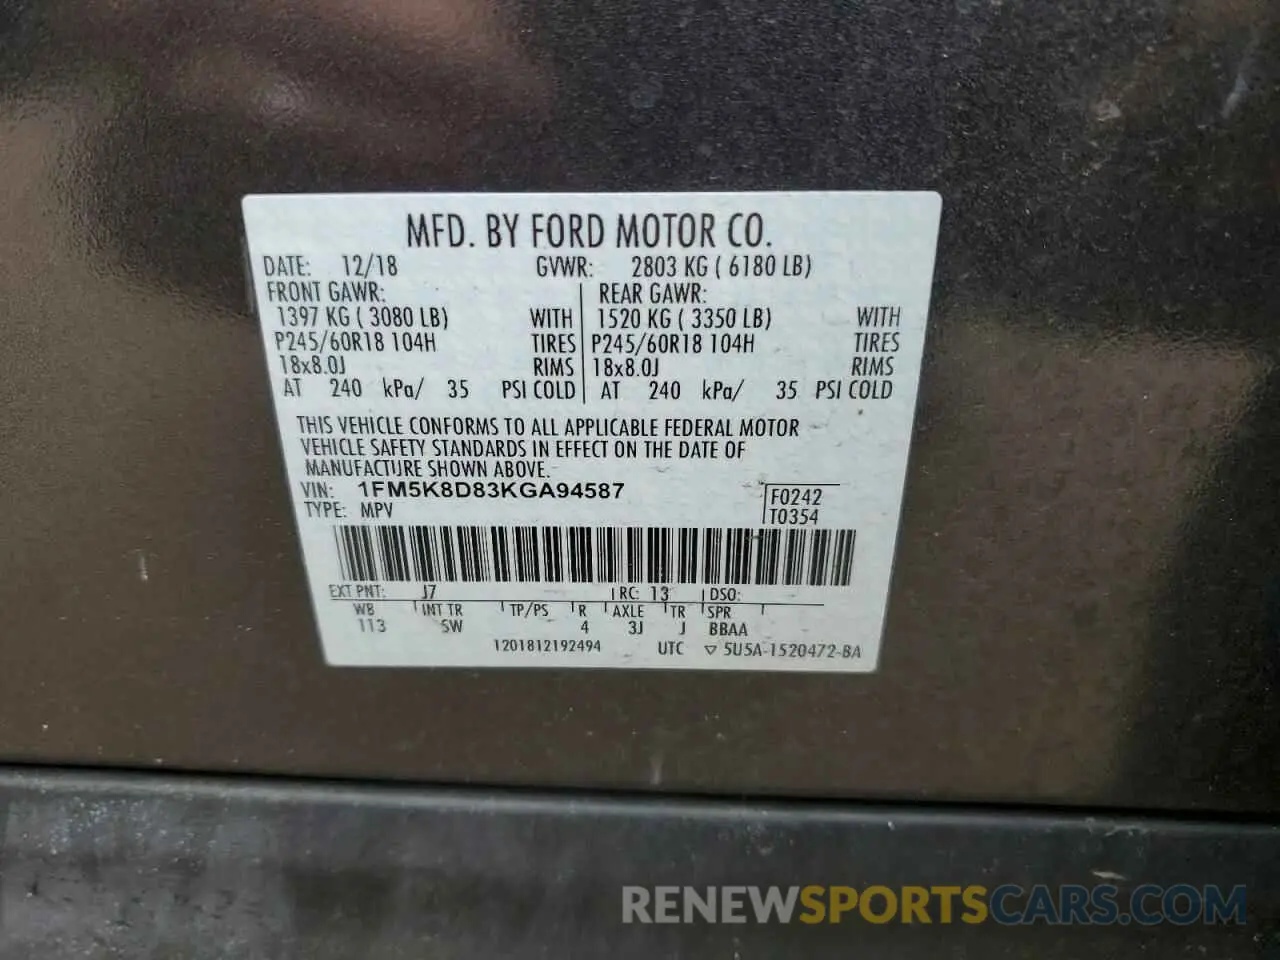 MFD. BY FORD MOTOR CO.
DATE: 12/18 GVWR: 2803 KG ( 6180 LB)
FRONT GAWR: REAR GAWR:
1397 KG ( 3080 LB) WITH 1520 KG ( 3350 LB) WITH
P245/60R18 104H TIRES P245/60R18 104H TIRES
18x8.0J RIMS 18x8.0J RIMS
AT 240 kPa/ 35 PSI COLD AT 240 kPa/ 35 PSI COLD
THIS VEHICLE CONFORMS TO ALL APPLICABLE FEDERAL MOTOR
VEHICLE SAFETY STANDARDS IN EFFECT ON THE DATE OF
MANUFACTURE SHOWN ABOVE.
VIN: 1FM5K8D83KGA94587 F0242
TYPE: MPV T0354
EXT PNT: J7 RC: 13 DSO:
WB INT TR TP/PS R AXLE TR SPR
113 SW 4 3J J BBAA
1201812192494 UTC ▽ 5U5A-1520472-BA
RENEWSPORTSCARS.COM